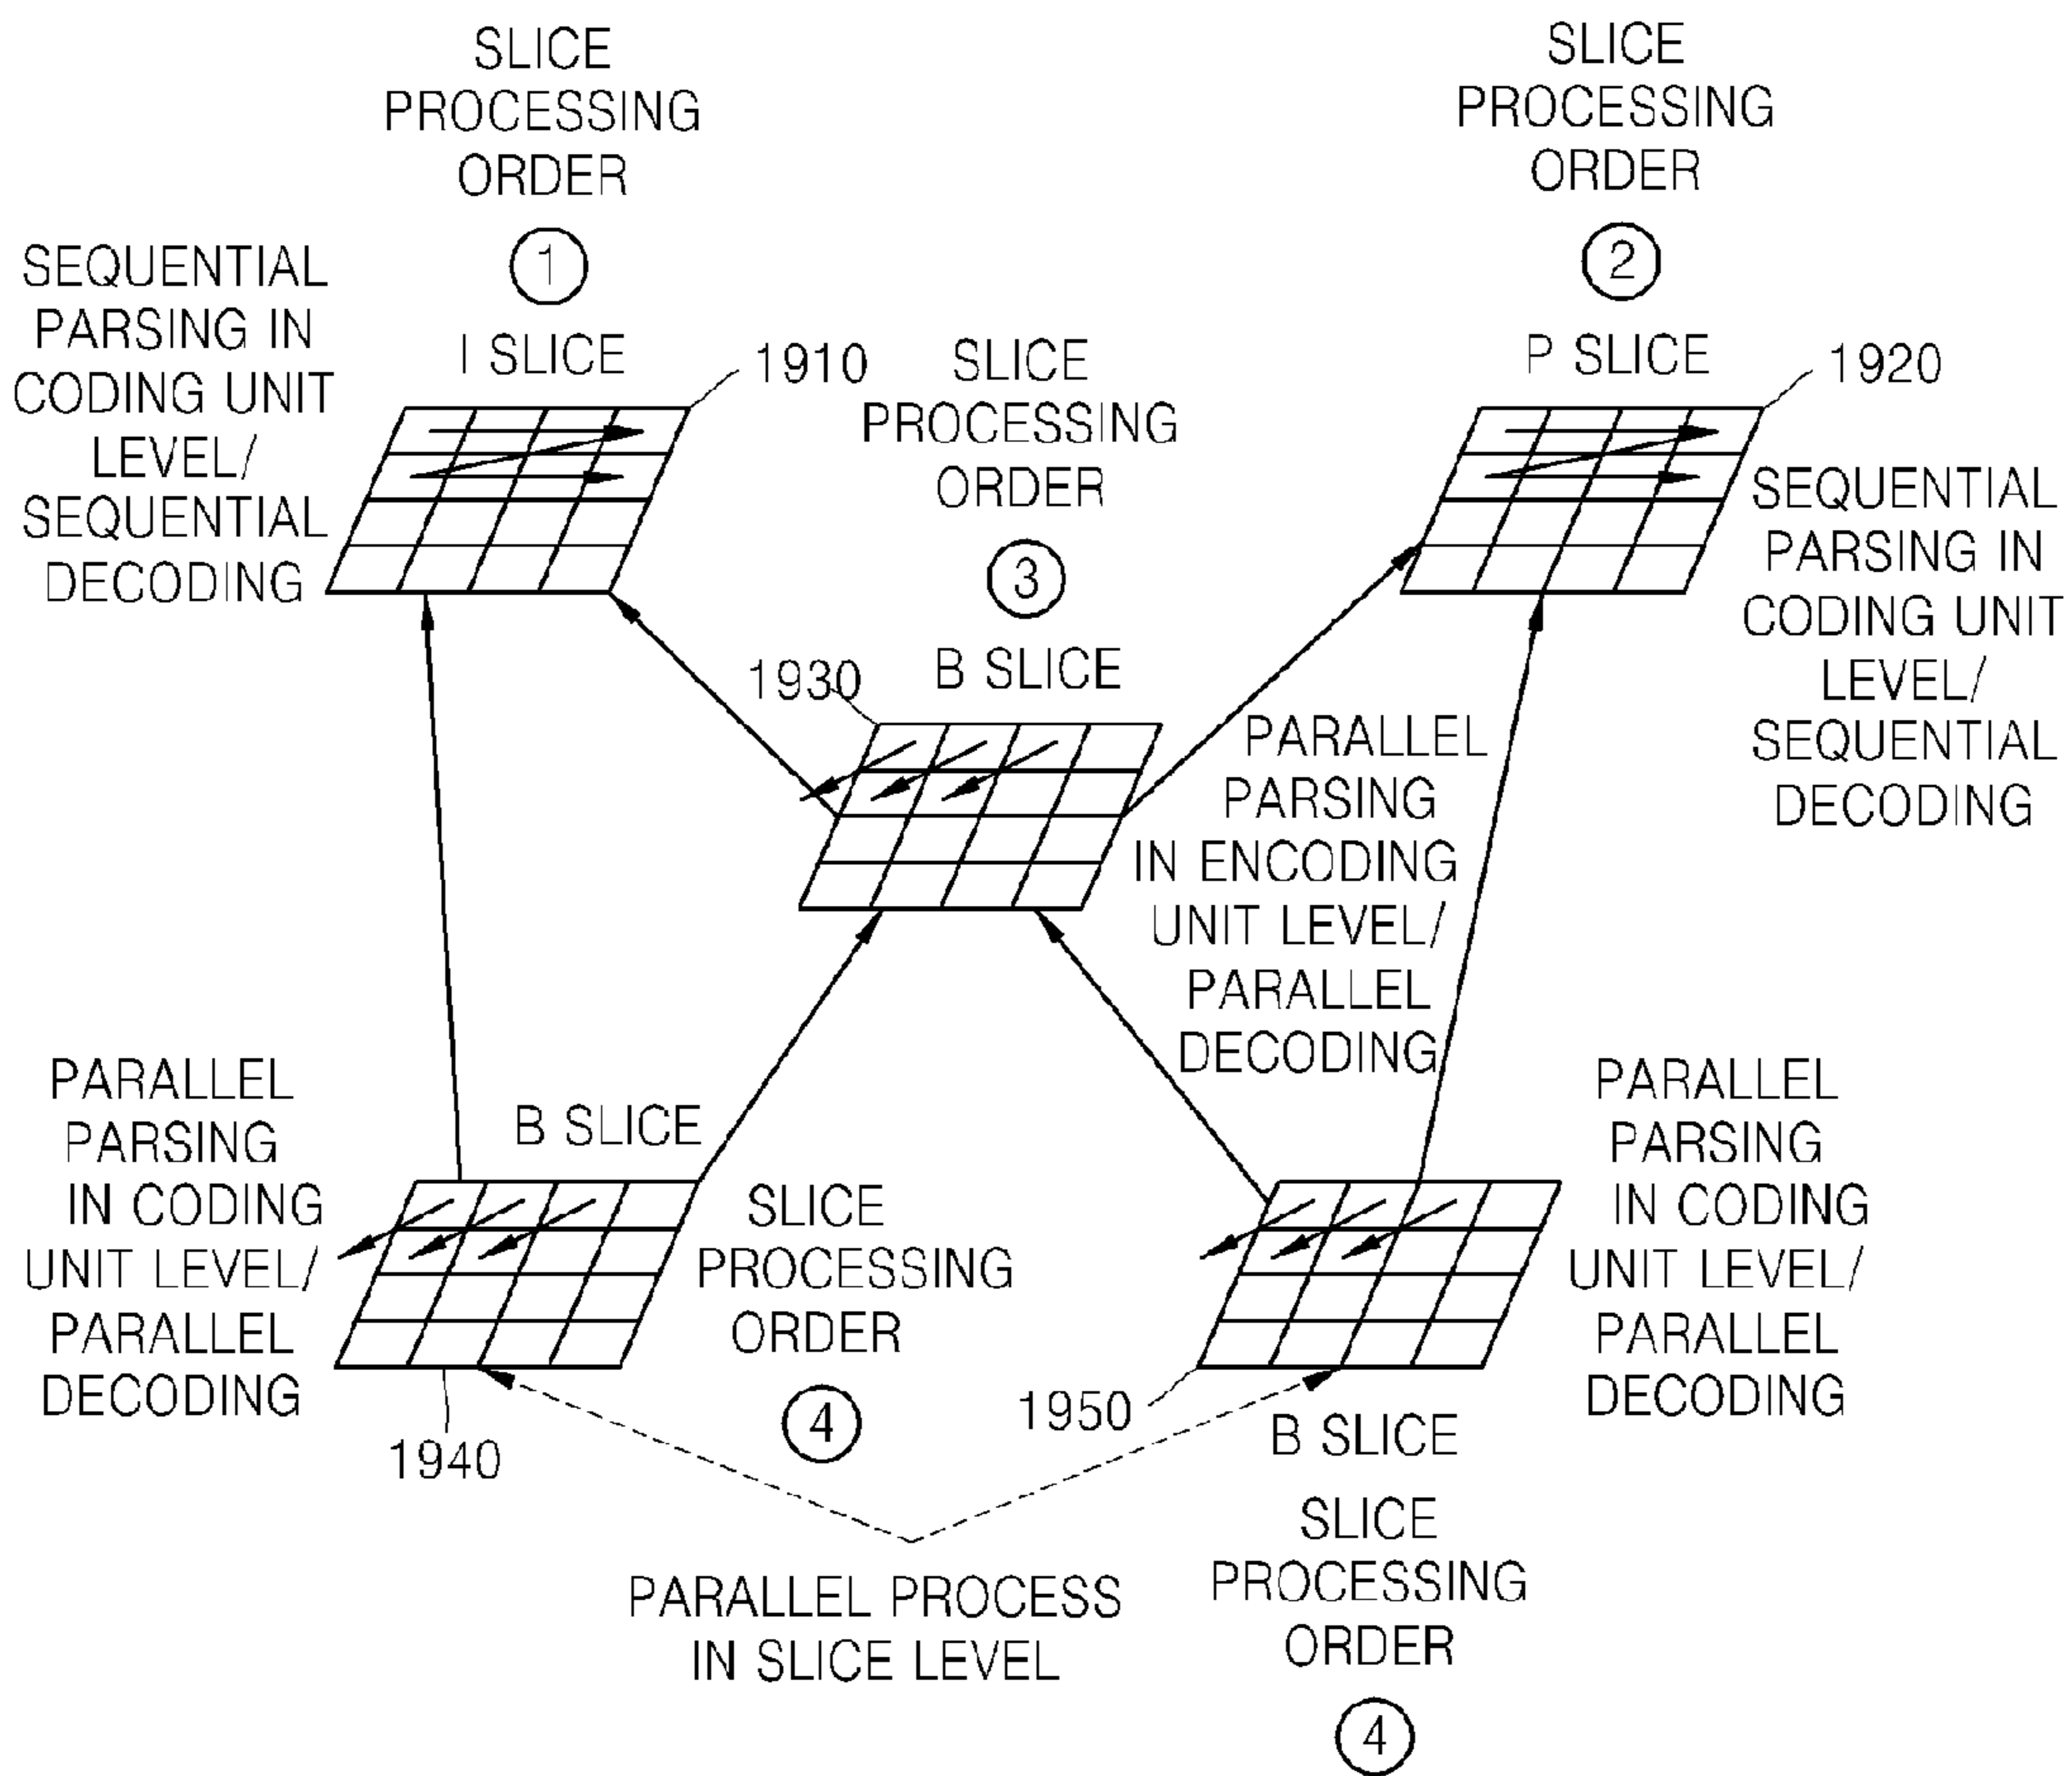 SLICE
PROCESSING
ORDER
1
I SLICE
1910
SEQUENTIAL
PARSING IN
CODING UNIT
LEVEL/
SEQUENTIAL
DECODING
SLICE
PROCESSING
ORDER
2
P SLICE
1920
SEQUENTIAL
PARSING IN
CODING UNIT
LEVEL/
SEQUENTIAL
DECODING
SLICE
PROCESSING
ORDER
3
B SLICE
1930
PARALLEL
PARSING
IN ENCODING
UNIT LEVEL/
PARALLEL
DECODING
PARALLEL
PARSING
IN CODING
UNIT LEVEL/
PARALLEL
DECODING
B SLICE
SLICE
PROCESSING
ORDER
4
1940
PARALLEL
PARSING
IN CODING
UNIT LEVEL/
PARALLEL
DECODING
1950
B SLICE
SLICE
PROCESSING
ORDER
4
PARALLEL PROCESS
IN SLICE LEVEL